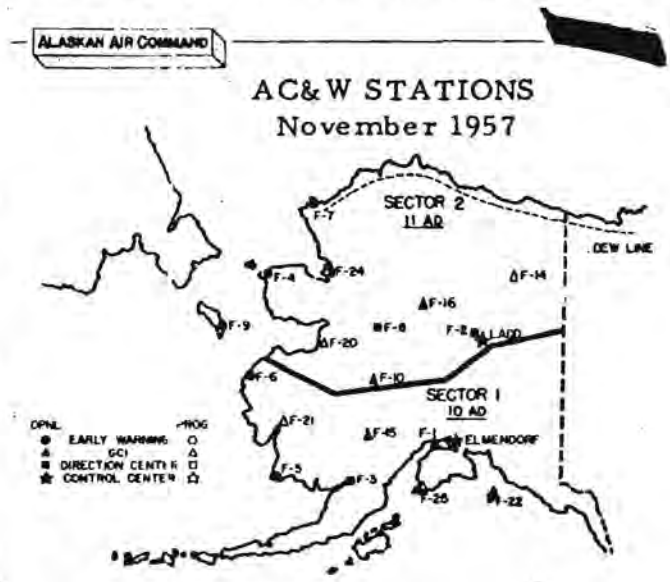 ALASKAN AIR COMMAND
AC&W STATIONS
November 1957
SECTOR 2
11 AD
F-7
DEW LINE
F-4
F-24
F-14
F-16
F-9
F-8
F-2
LADD
F-20
F-6
F-10
SECTOR 1
10 AD
OPNL
PROG
F-21
EARLY WARNING
GCI
DIRECTION CENTER
CONTROL CENTER
F-15
F-1
ELMENDORF
F-5
F-3
F-25
F-22